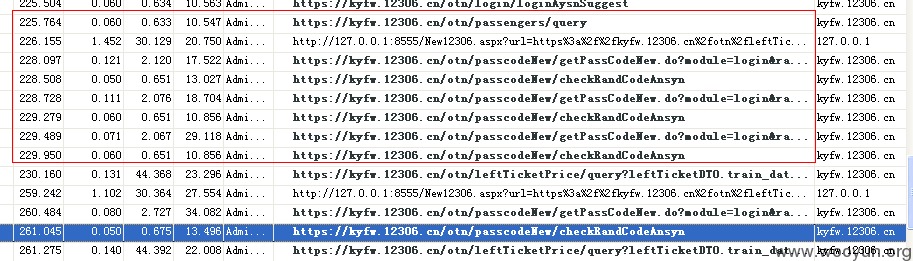 225.504 0.060 0.634 10.563 Admi... https://kyfw.12306.cn/otn/login/loginAysnSuggest kyfw.12306.cn
225.764 0.060 0.633 10.547 Admi... https://kyfw.12306.cn/otn/passengers/query kyfw.12306.cn
226.155 1.452 30.129 20.750 Admi... http://127.0.0.1:8555/New12306.aspx?url=https%3a%2f%2fkyfw.12306.cn%2fotn%2fleftTic... 127.0.0.1
228.097 0.121 2.120 17.522 Admi... https://kyfw.12306.cn/otn/passcodeNew/getPassCodeNew.do?module=login&ra... kyfw.12306.cn
228.508 0.050 0.651 13.027 Admi... https://kyfw.12306.cn/otn/passcodeNew/checkRandCodeAnsyn kyfw.12306.cn
228.728 0.111 2.076 18.704 Admi... https://kyfw.12306.cn/otn/passcodeNew/getPassCodeNew.do?module=login&ra... kyfw.12306.cn
229.279 0.060 0.651 10.856 Admi... https://kyfw.12306.cn/otn/passcodeNew/checkRandCodeAnsyn kyfw.12306.cn
229.489 0.071 2.067 29.118 Admi... https://kyfw.12306.cn/otn/passcodeNew/getPassCodeNew.do?module=login&ra... kyfw.12306.cn
229.950 0.060 0.651 10.856 Admi... https://kyfw.12306.cn/otn/passcodeNew/checkRandCodeAnsyn kyfw.12306.cn
230.160 0.131 44.368 23.296 Admi... https://kyfw.12306.cn/otn/leftTicketPrice/query?leftTicketDTO.train_dat... kyfw.12306.cn
259.242 1.102 30.364 27.554 Admi... http://127.0.0.1:8555/New12306.aspx?url=https%3a%2f%2fkyfw.12306.cn%2fotn%2fleftTic... 127.0.0.1
260.484 0.080 2.727 34.082 Admi... https://kyfw.12306.cn/otn/passcodeNew/getPassCodeNew.do?module=login&ra... kyfw.12306.cn
261.045 0.050 0.675 13.496 Admi... https://kyfw.12306.cn/otn/passcodeNew/checkRandCodeAnsyn kyfw.12306.cn
261.275 0.140 44.392 22.008 Admi... https://kyfw.12306.cn/otn/leftTicketPrice/query?leftTicketDTO.train_dat... kyfw.12306.cn
www.wooyun.org